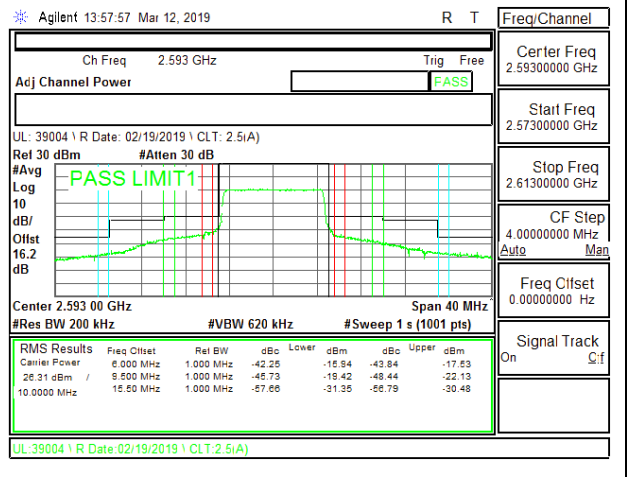 Agilent 13:57:57 Mar 12, 2019 R T
Freq/Channel
Ch Freq 2.593 GHz Trig Free
Adj Channel Power PASS
Center Freq
2.59300000 GHz
Start Freq
2.57300000 GHz
UL: 39004 \ R Date: 02/19/2019 \ CLT: 2.5(A)
Ref 30 dBm #Atten 30 dB
#Avg
Log
10
dB/
Offst
16.2
dB
PASS LIMIT1
Stop Freq
2.61300000 GHz
CF Step
4.00000000 MHz
Auto Man
Center 2.593 00 GHz Span 40 MHz
#Res BW 200 kHz #VBW 620 kHz #Sweep 1 s (1001 pts)
Freq Offset
0.00000000 Hz
Signal Track
On Off
RMS Results Freq Offset Ref BW dBc Lower dBm dBc Upper dBm
Carrier Power 6.000 MHz 1.000 MHz -42.25 -15.94 -43.84 -17.53
26.31 dBm / 9.500 MHz 1.000 MHz -45.73 -19.42 -48.44 -22.13
10.0000 MHz 15.50 MHz 1.000 MHz -57.66 -31.35 -56.79 -30.48
UL:39004 \ R Date:02/19/2019 \ CLT:2.5(A)